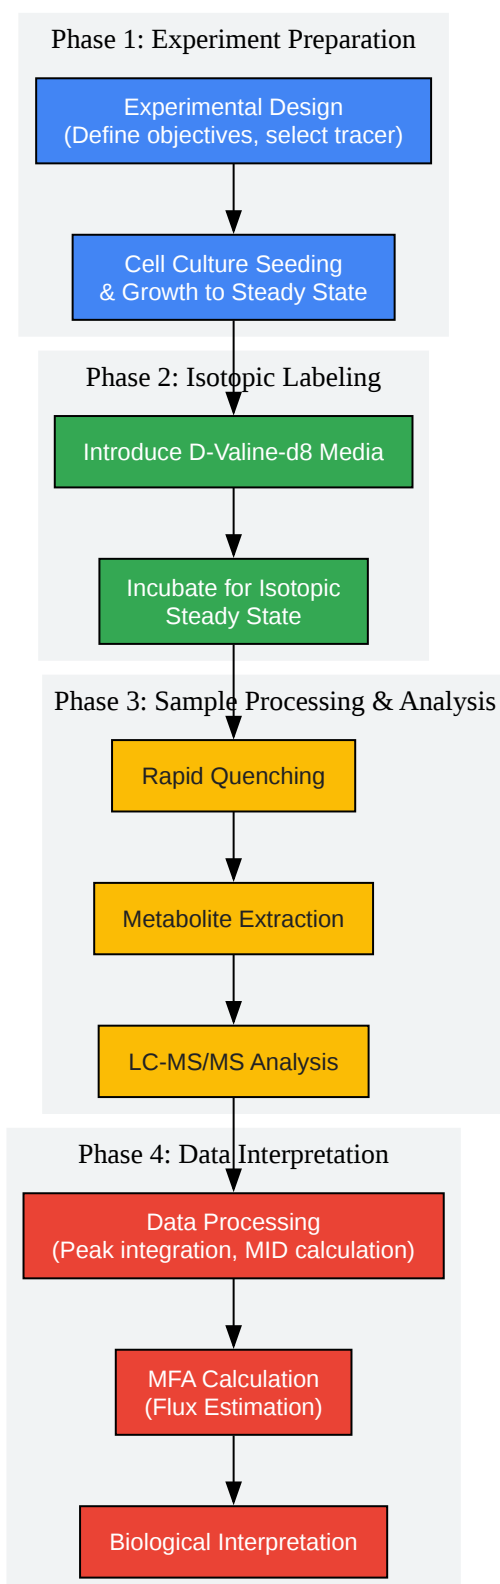 Phase 1: Experiment Preparation
Experimental Design
(Define objectives, select tracer)
Cell Culture Seeding
& Growth to Steady State
Phase 2: Isotopic Labeling
Introduce D-Valine-d8 Media
Incubate for Isotopic
Steady State
Phase 3: Sample Processing & Analysis
Rapid Quenching
Metabolite Extraction
LC-MS/MS Analysis
Phase 4: Data Interpretation
Data Processing
(Peak integration, MID calculation)
MFA Calculation
(Flux Estimation)
Biological Interpretation